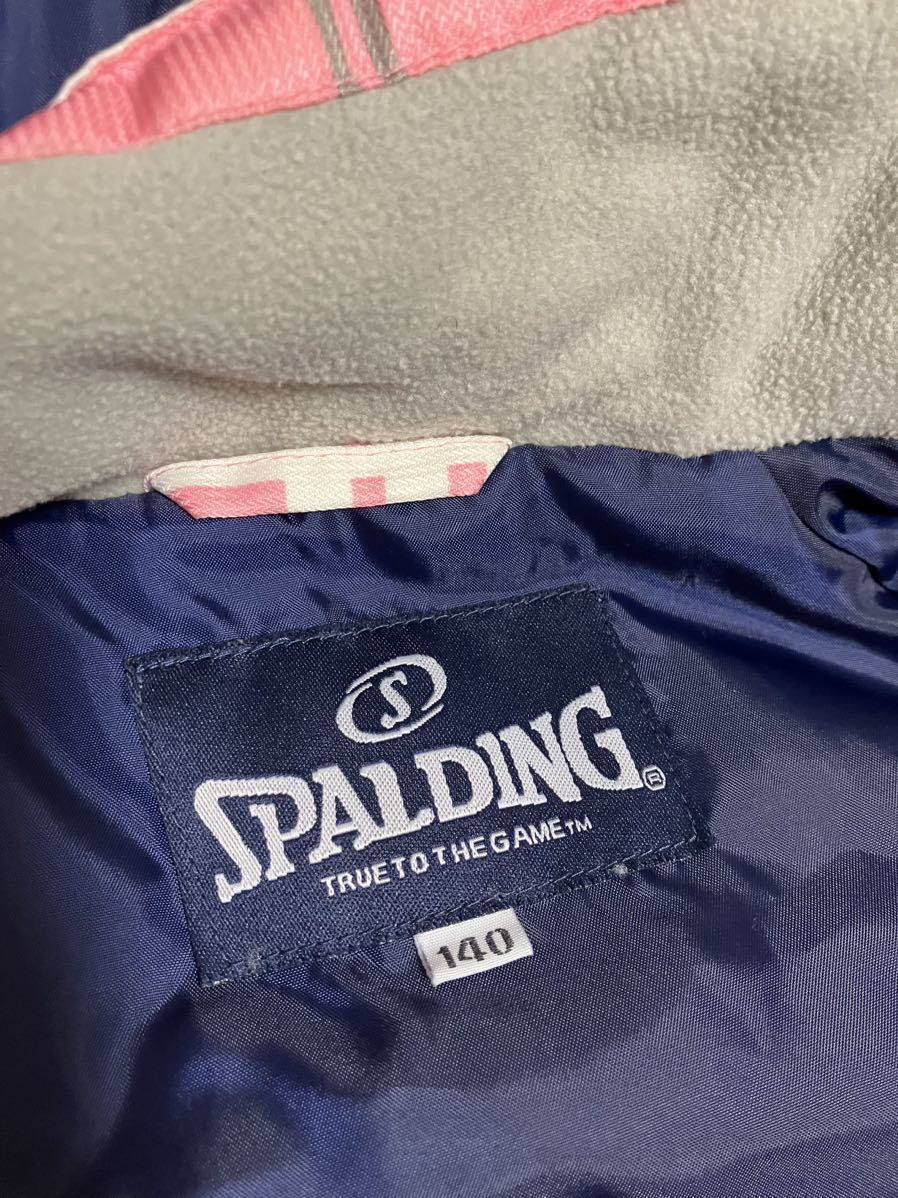 S
SPALDING®
TRUE TO THE GAME™
140